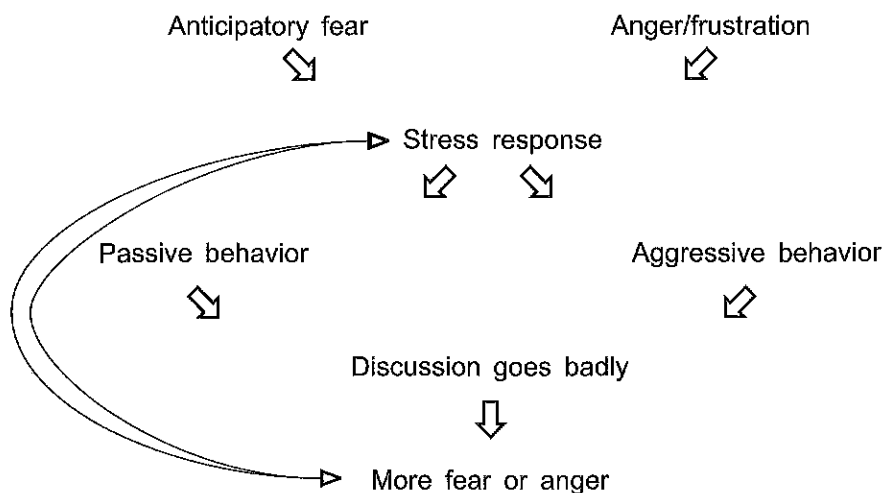 Anticipatory fear
Anger/frustration
Stress response
Passive behavior
Aggressive behavior
Discussion goes badly
More fear or anger